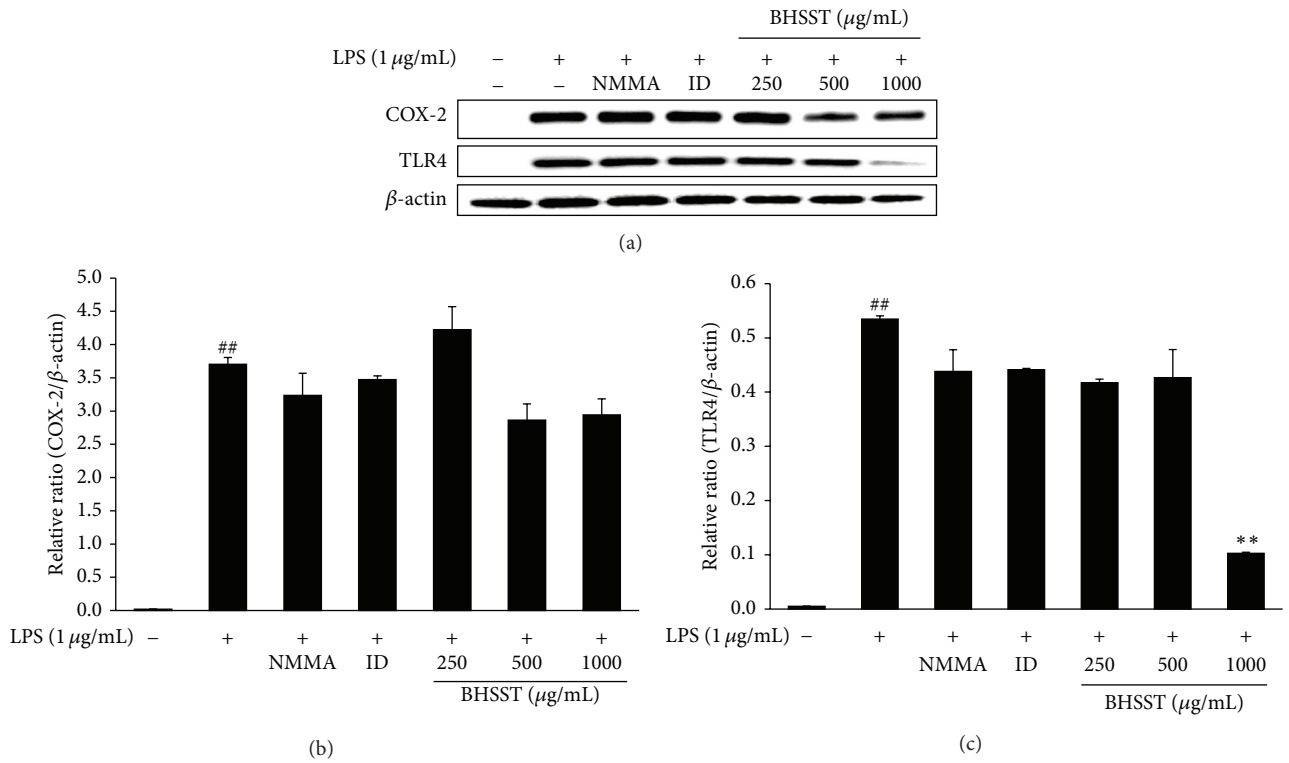 BHSST (μg/mL)
LPS (1 μg/mL) – + + + + + +
– – NMMA ID 250 500 1000
COX-2
TLR4
β-actin
(a)
Relative ratio (COX-2/β-actin)
5.0
4.5
4.0
3.5
3.0
2.5
2.0
1.5
1.0
0.5
0.0
##
LPS (1 μg/mL) – + + + + + +
NMMA ID 250 500 1000
BHSST (μg/mL)
(b)
Relative ratio (TLR4/β-actin)
0.6
0.5
0.4
0.3
0.2
0.1
0.0
##
**
LPS (1 μg/mL) – + + + + + +
NMMA ID 250 500 1000
BHSST (μg/mL)
(c)